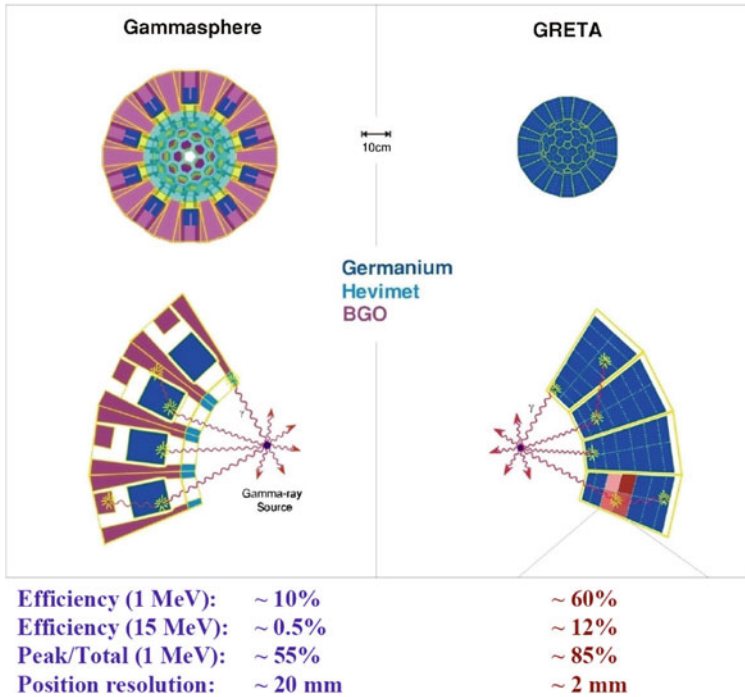 Gammasphere GRETA
10cm
Germanium
Hevimet
BGO
γ
γ
Gamma-ray
Source
Efficiency (1 MeV): ~ 10% ~ 60%
Efficiency (15 MeV): ~ 0.5% ~ 12%
Peak/Total (1 MeV): ~ 55% ~ 85%
Position resolution: ~ 20 mm ~ 2 mm